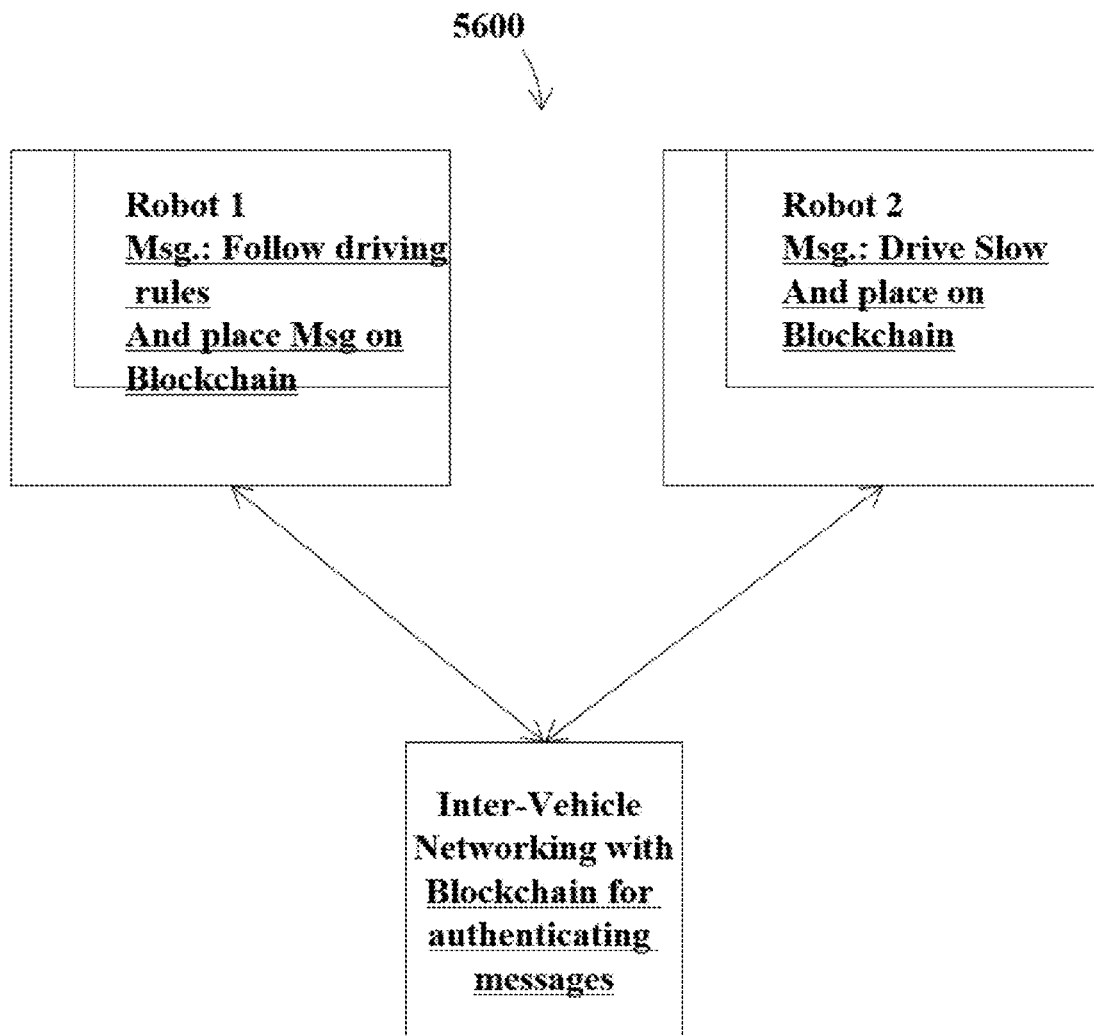 5600
Robot 1
Msg.: Follow driving
rules
And place Msg on
Blockchain
Robot 2
Msg.: Drive Slow
And place on
Blockchain
Inter-Vehicle
Networking with
Blockchain for
authenticating
messages